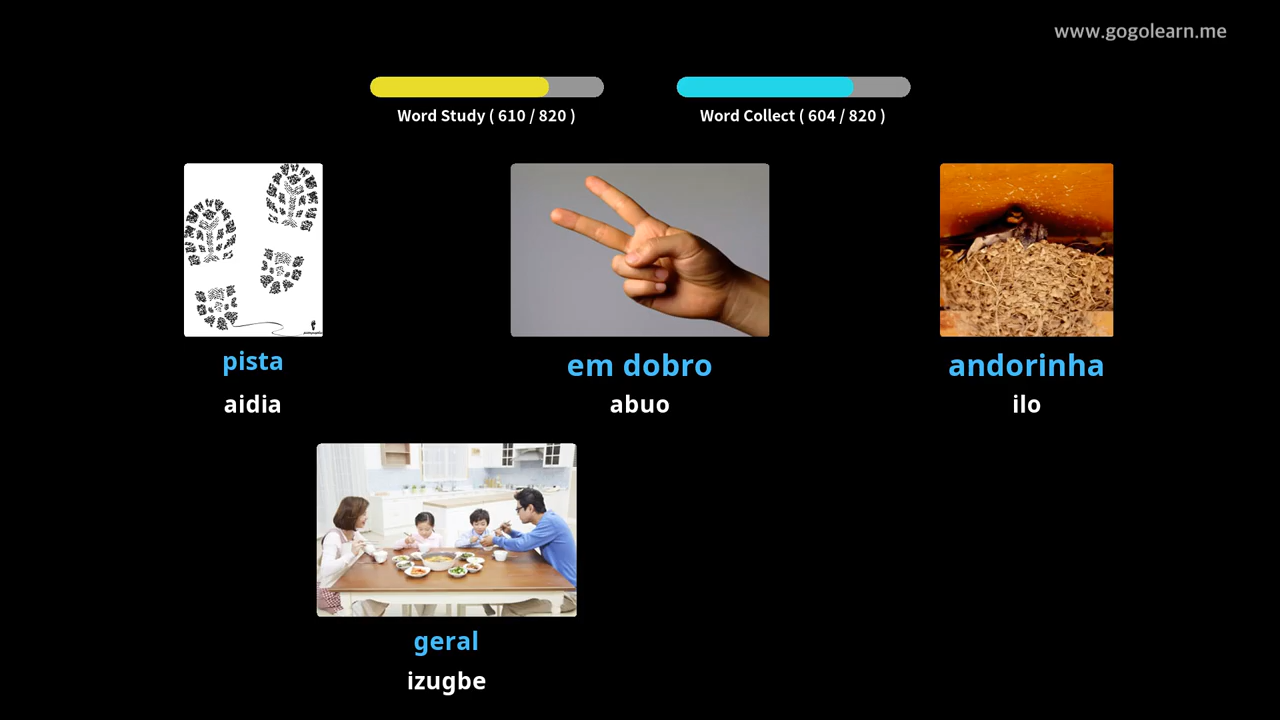 www.gogolearn.me
Word Study ( 610 / 820 )
Word Collect ( 604 / 820 )
pista
aidia
em dobro
abuo
andorinha
ilo
geral
izugbe